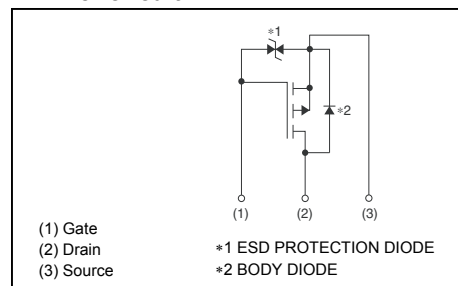 *1
*2
(1) (2) (3)
(1) Gate
(2) Drain
(3) Source
*1 ESD PROTECTION DIODE
*2 BODY DIODE